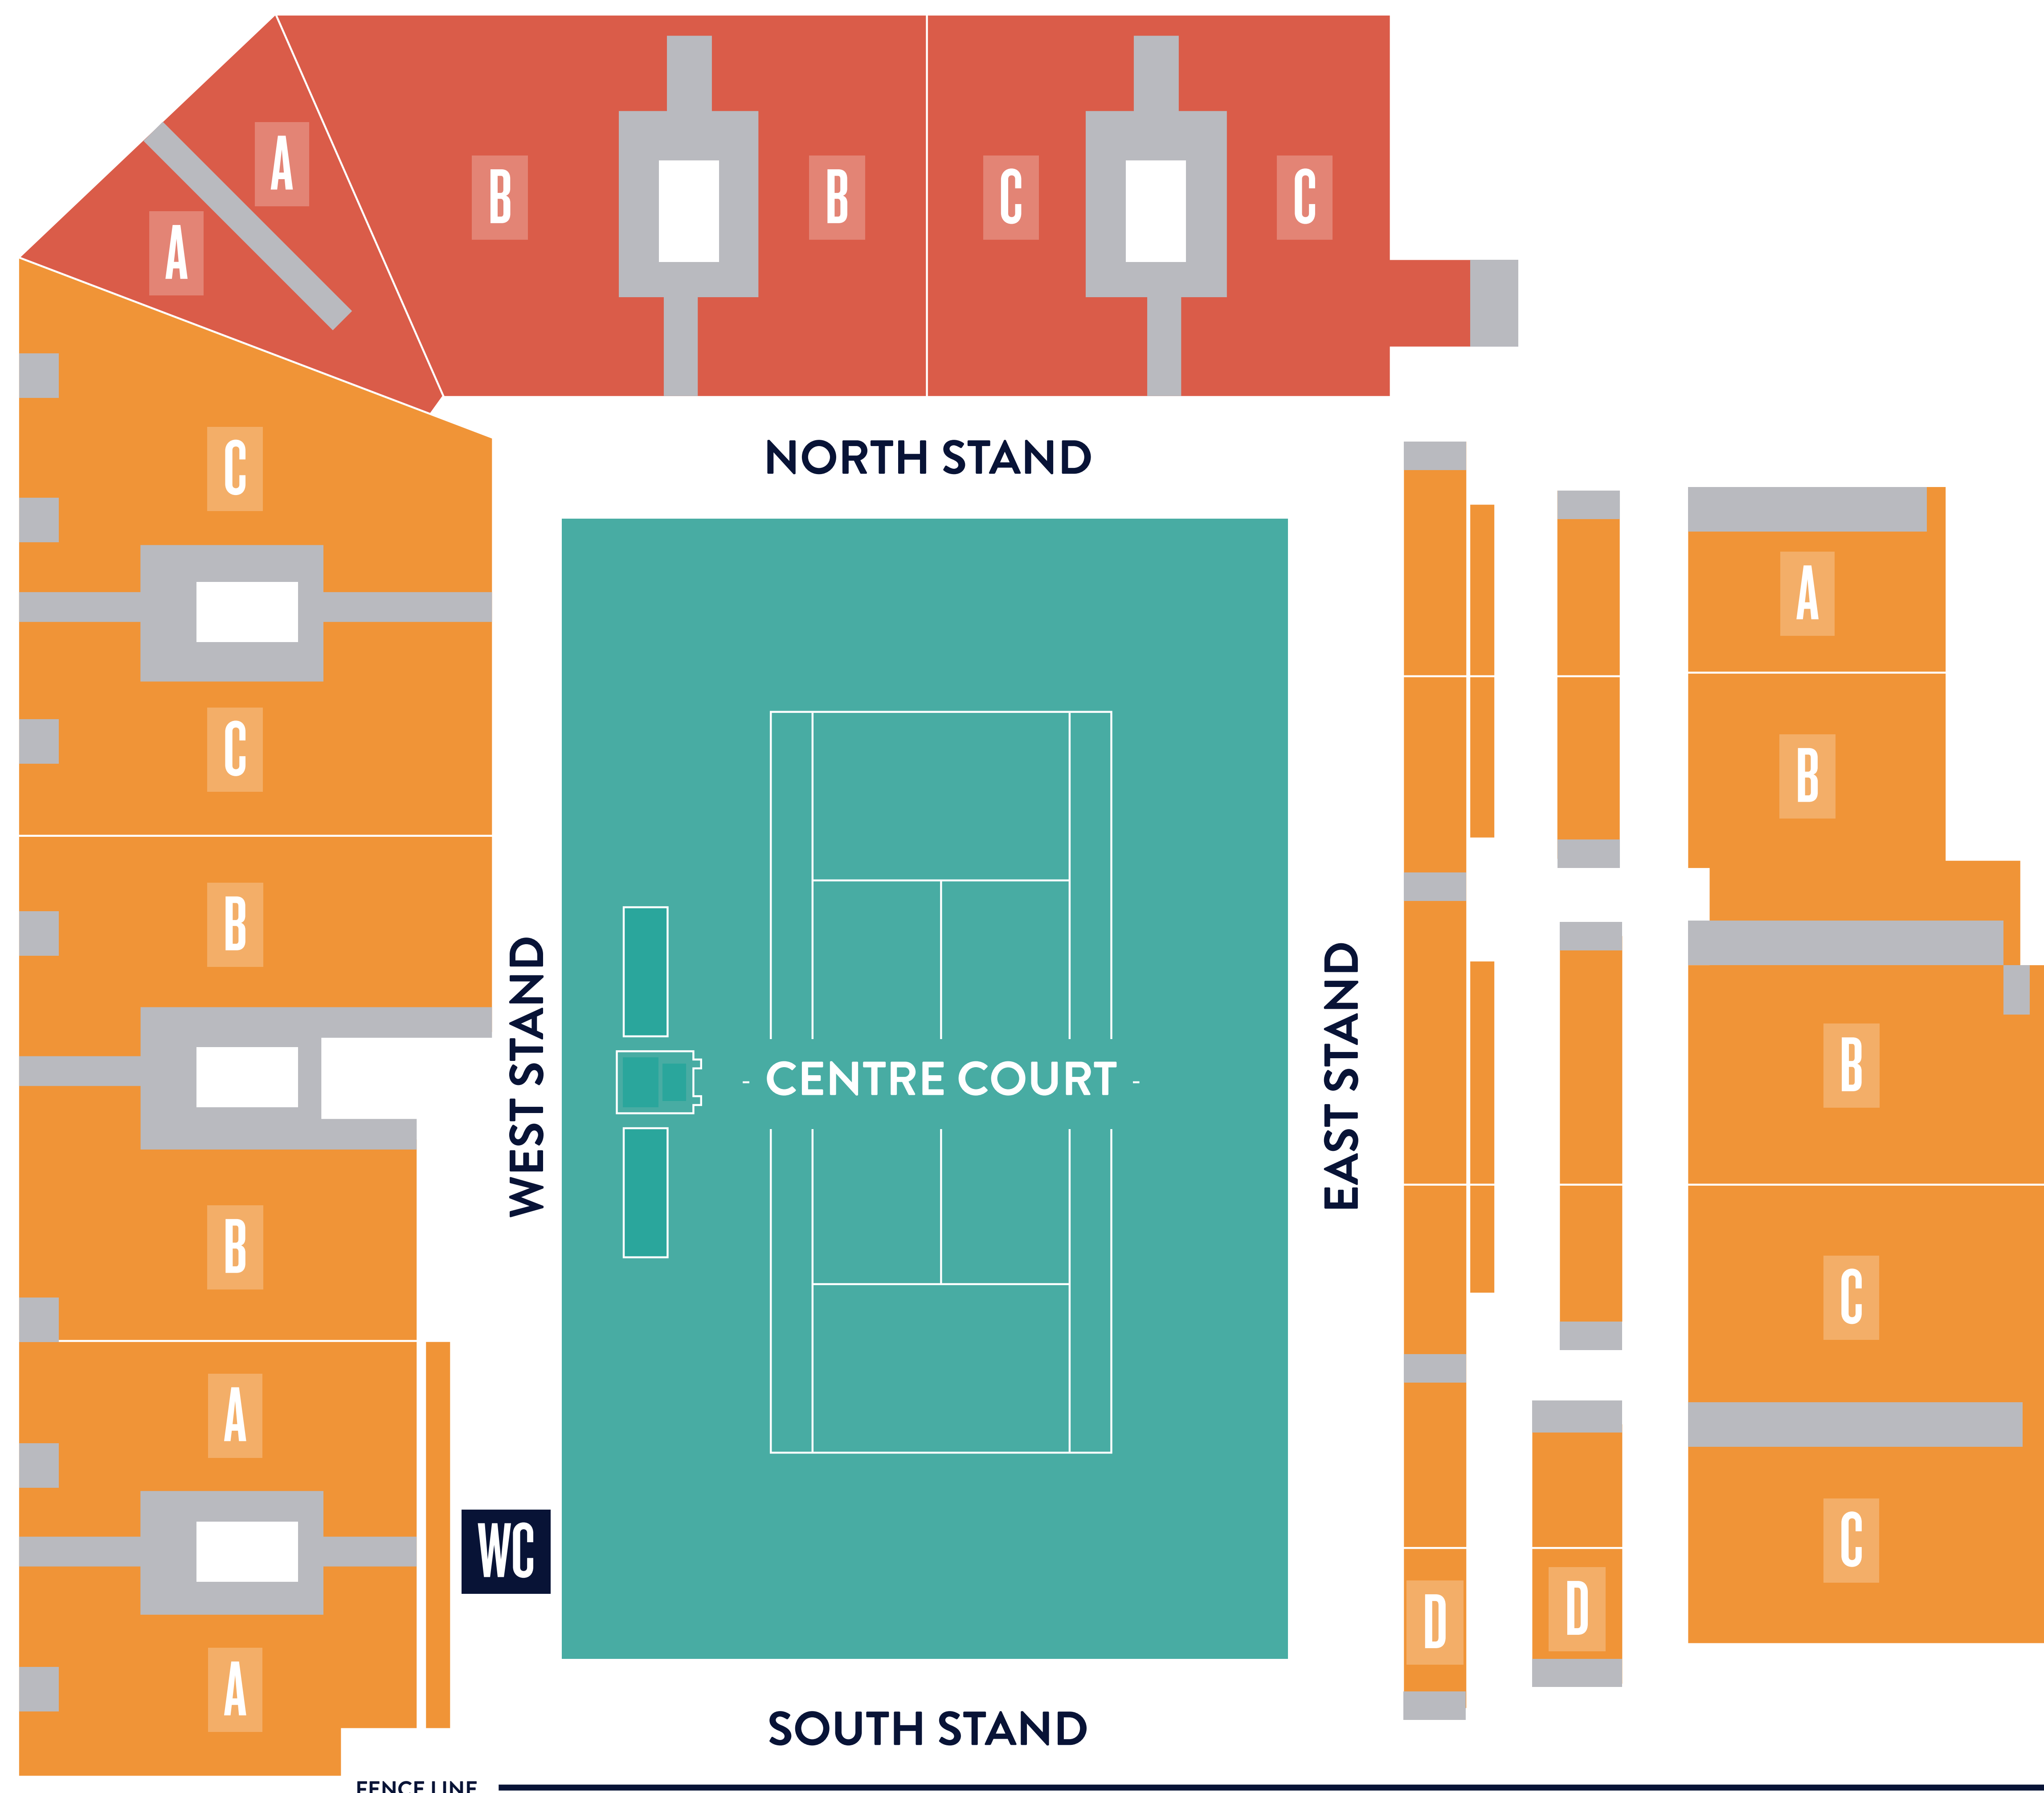 A
A
B
B
C
C
NORTH STAND
C
C
B
B
A
A
WEST STAND
- CENTRE COURT -
EAST STAND
A
B
B
C
C
D
D
WC
SOUTH STAND
FENCE LINE